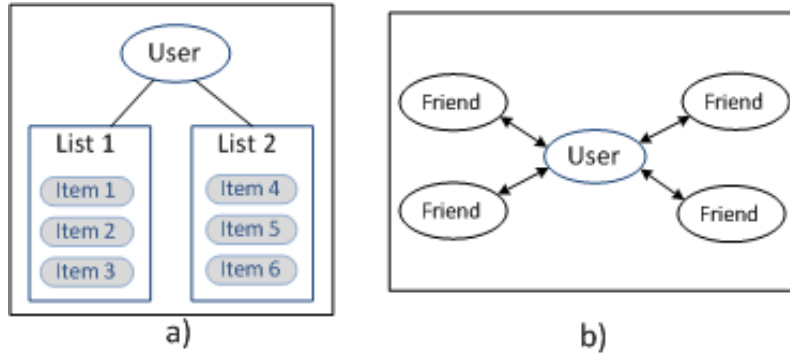 User
List 1
Item 1
Item 2
Item 3
List 2
Item 4
Item 5
Item 6
a)
Friend
Friend
User
Friend
Friend
b)